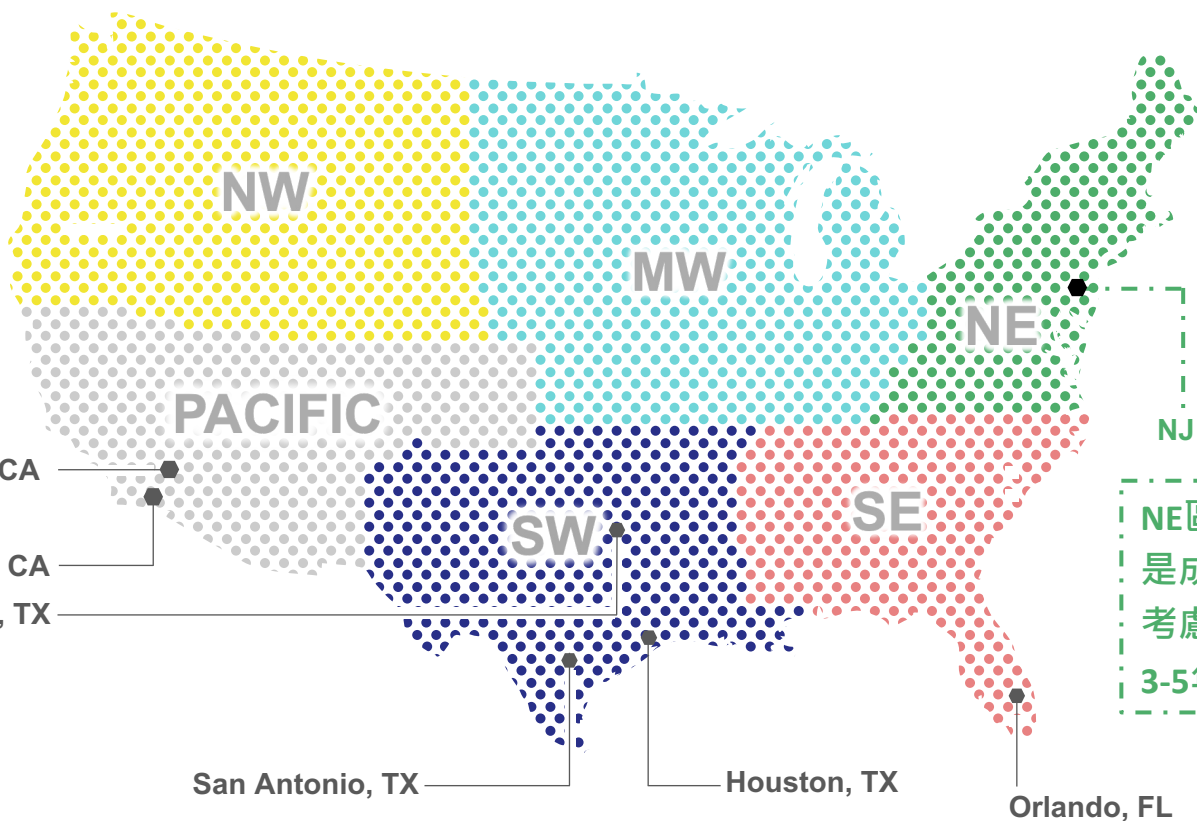 NW
MW
NE
PACIFIC
NJ
CA
SW
SE
NE
CA
是
TX
考
3-5
San Antonio, TX
Houston, TX
Orlando, FL